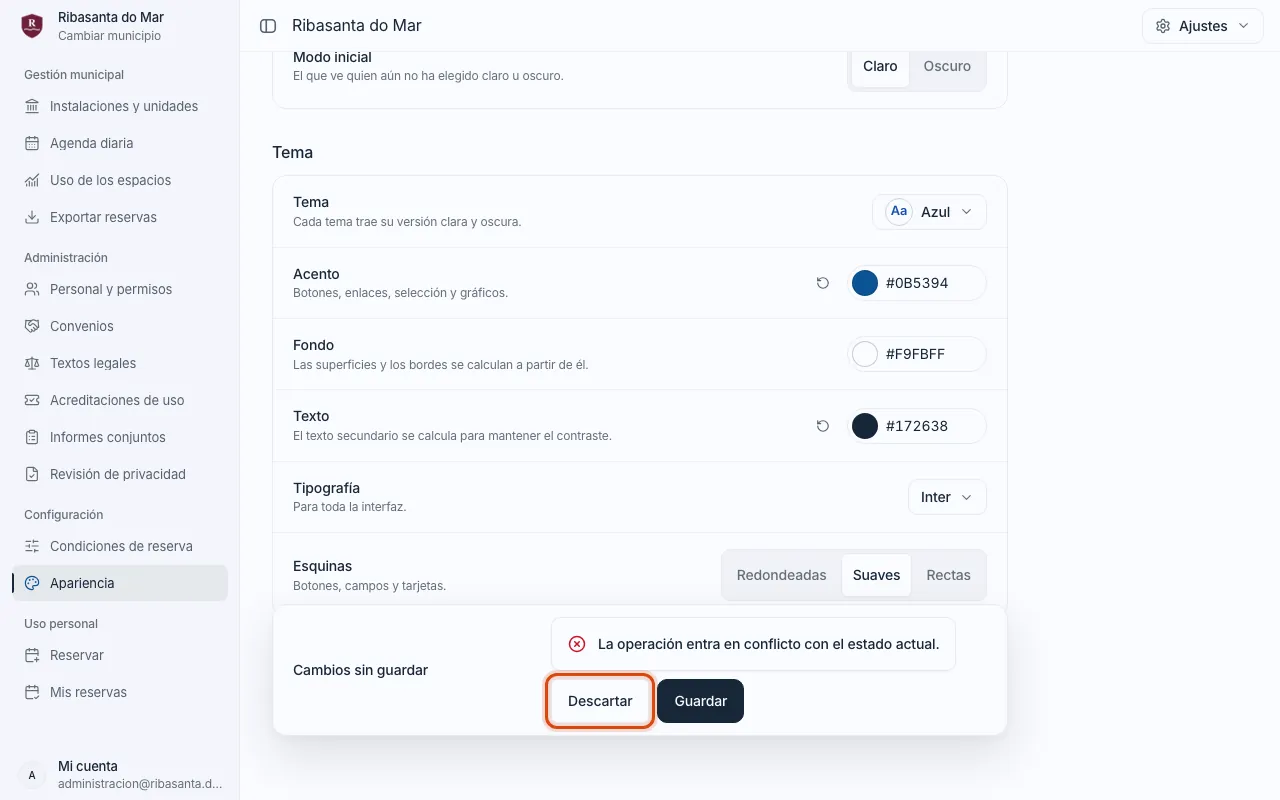 Ribasanta do Mar
Cambiar municipio
Gestión municipal
Instalaciones y unidades
Agenda diaria
Uso de los espacios
Exportar reservas
Administración
Personal y permisos
Convenios
Textos legales
Acreditaciones de uso
Informes conjuntos
Revisión de privacidad
Configuración
Condiciones de reserva
Apariencia
Uso personal
Reservar
Mis reservas
A
Mi cuenta
administracion@ribasanta.d...
Ribasanta do Mar
Ajustes
Modo inicial
El que ve quien aún no ha elegido claro u oscuro.
Claro
Oscuro
Tema
Tema
Cada tema trae su versión clara y oscura.
Aa
Azul
Acento
Botones, enlaces, selección y gráficos.
#0B5394
Fondo
Las superficies y los bordes se calculan a partir de él.
#F9FBFF
Texto
El texto secundario se calcula para mantener el contraste.
#172638
Tipografía
Para toda la interfaz.
Inter
Esquinas
Botones, campos y tarjetas.
Redondeadas
Suaves
Rectas
Cambios sin guardar
La operación entra en conflicto con el estado actual.
Descartar
Guardar